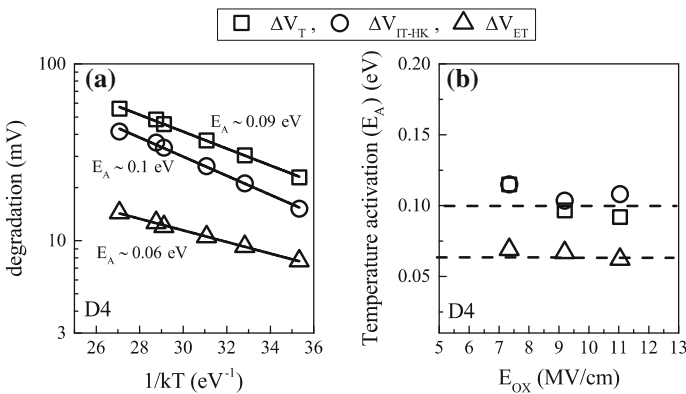 ΔV_T , ΔV_IT-HK , ΔV_ET
(a)
degradation (mV)
100
10
3
E_A ~ 0.09 eV
E_A ~ 0.1 eV
E_A ~ 0.06 eV
D4
26 28 30 32 34 36
1/kT (eV⁻¹)
(b)
Temperature activation (E_A) (eV)
0.20
0.15
0.10
0.05
D4
5 6 7 8 9 10 11 12 13
E_OX (MV/cm)